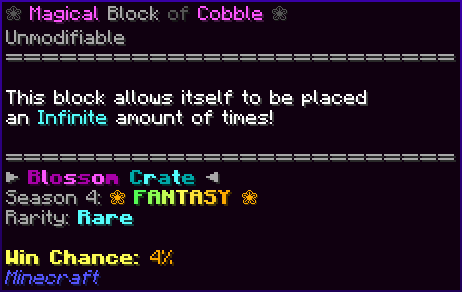 ❀ Magical Block of Cobble ❀
Unmodifiable
==================================
This block allows itself to be placed
an Infinite amount of times!
==================================
► Blossom Crate ◄
Season 4: ❀ FANTASY ❀
Rarity: Rare
Win Chance: 4%
Minecraft